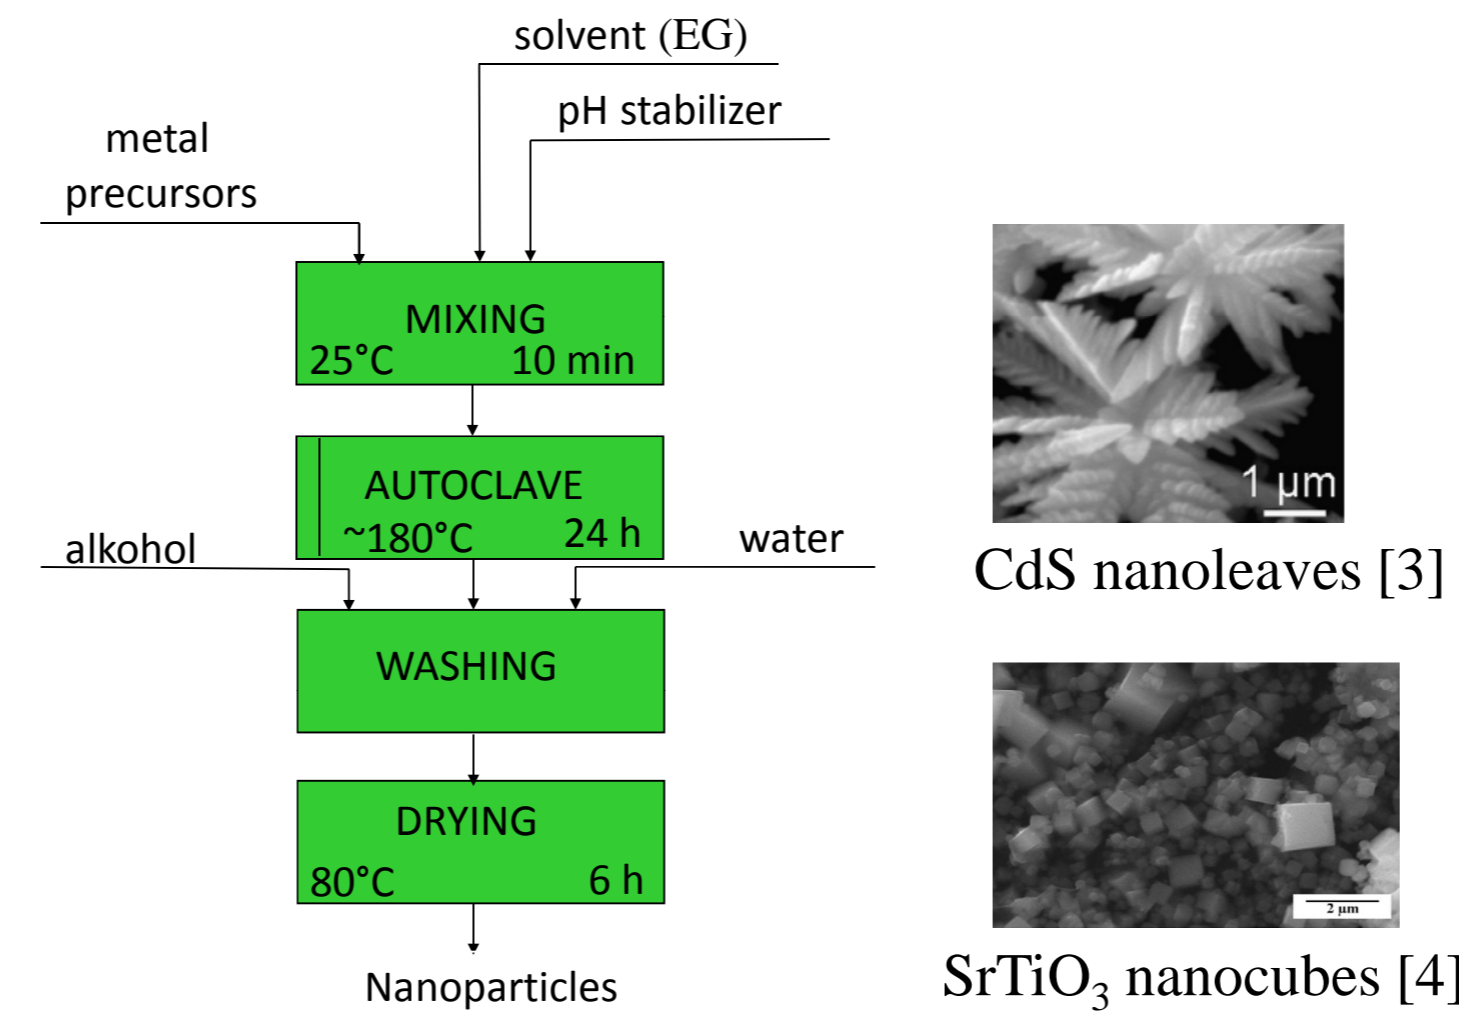 solvent (EG)
pH stabilizer
metal
precursors
MIXING
25°C 10 min
AUTOCLAVE
~180°C 24 h
alkohol
water
WASHING
DRYING
80°C 6 h
Nanoparticles
1 µm
CdS nanoleaves [3]
2 µm
SrTiO₃ nanocubes [4]